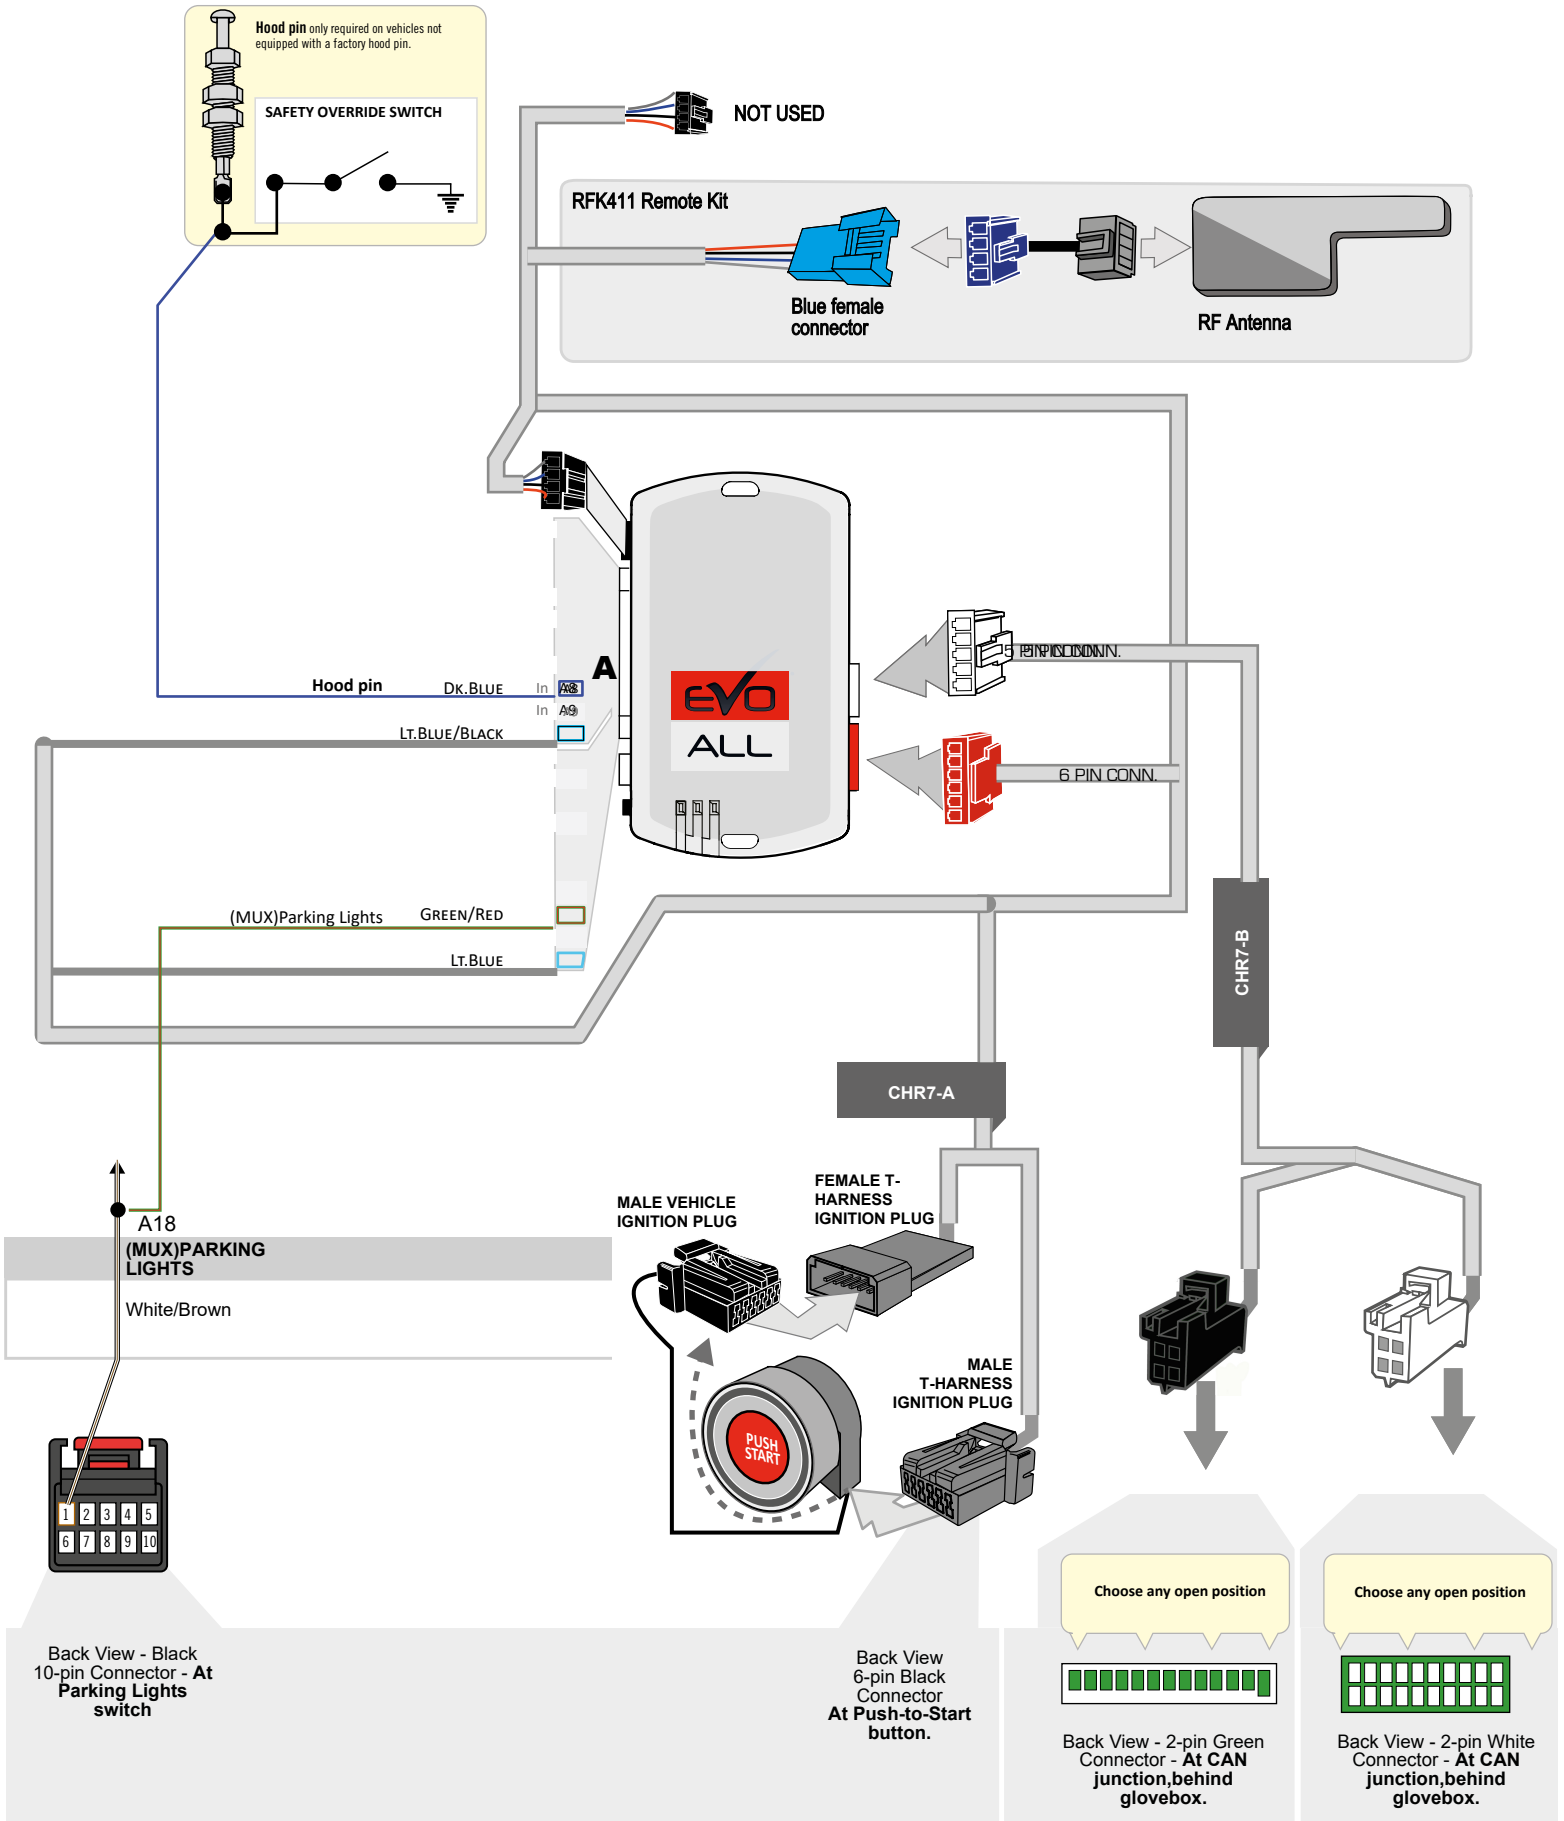 Hood pin only required on vehicles not
equipped with a factory hood pin.
SAFETY OVERRIDE SWITCH
NOT USED
RFK411 Remote Kit
Blue female
connector
RF Antenna
A
5 PIN CONN.
6 PIN CONN.
EVO
ALL
Hood pin DK.BLUE In A8
In A9
LT.BLUE/BLACK
(MUX)Parking Lights GREEN/RED
LT.BLUE
CHR7-B
CHR7-A
A18
(MUX)PARKING
LIGHTS
White/Brown
MALE VEHICLE
IGNITION PLUG
FEMALE T-
HARNESS
IGNITION PLUG
MALE
T-HARNESS
IGNITION PLUG
PUSH
START
1 2 3 4 5
6 7 8 9 10
Back View - Black
10-pin Connector - At
Parking Lights
switch
Back View
6-pin Black
Connector
At Push-to-Start
button.
Choose any open position
Back View - 2-pin Green
Connector - At CAN
junction,behind
glovebox.
Choose any open position
Back View - 2-pin White
Connector - At CAN
junction,behind
glovebox.